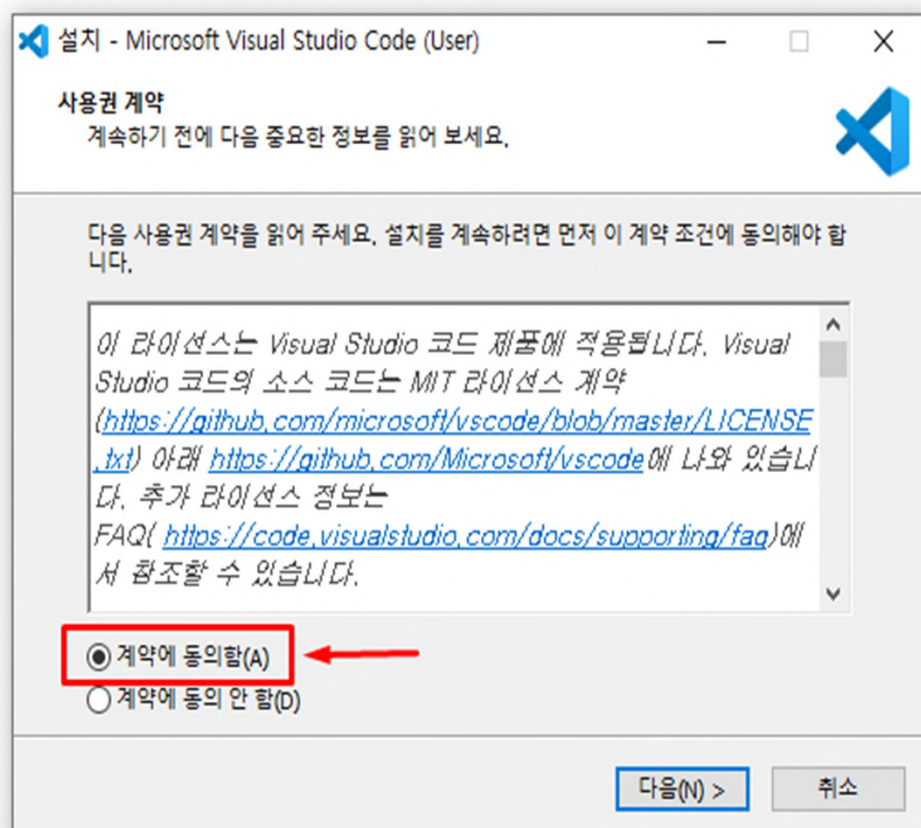 설치 - Microsoft Visual Studio Code (User)
사용권 계약
계속하기 전에 다음 중요한 정보를 읽어 보세요.
다음 사용권 계약을 읽어 주세요. 설치를 계속하려면 먼저 이 계약 조건에 동의해야 합
니다.
이 라이선스는 Visual Studio 코드 제품에 적용됩니다. Visual
Studio 코드의 소스 코드는 MIT 라이선스 계약
(https://github.com/microsoft/vscode/blob/master/LICENSE
.txt) 아래 https://github.com/Microsoft/vscode에 나와 있습니
다. 추가 라이선스 정보는
FAQ( https://code.visualstudio.com/docs/supporting/faq)에
서 참조할 수 있습니다.
계약에 동의함(A)
계약에 동의 안 함(D)
다음(N) >
취소